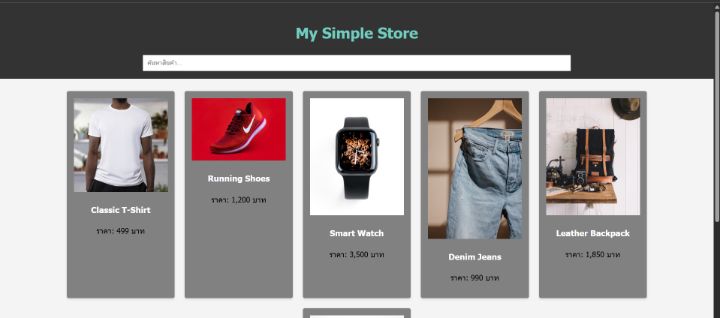 My Simple Store
ค้นหาสินค้า...
Classic T-Shirt
ราคา: 499 บาท
Running Shoes
ราคา: 1,200 บาท
Smart Watch
ราคา: 3,500 บาท
Denim Jeans
ราคา: 990 บาท
Leather Backpack
ราคา: 1,850 บาท